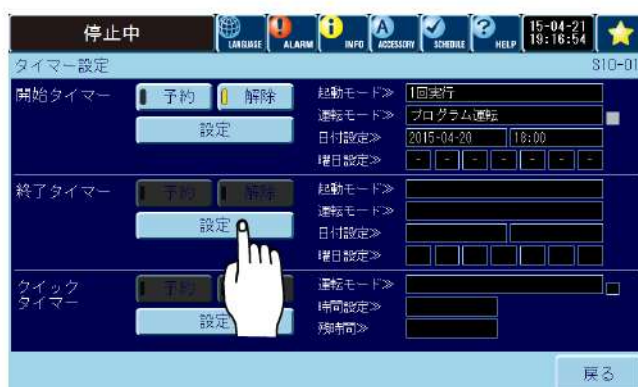 停止中
LANGUAGE ALARM INFO ACCESSORY SCHEDULE HELP 15-04-21 19:16:54
タイマー設定 S10-01
開始タイマー 予約 解除 起動モード≫ 1回実行
運転モード≫ プログラム運転
設定 日付設定≫ 2015-04-20 18:00
曜日設定≫ - - - - - - -
終了タイマー 予約 解除 起動モード≫
運転モード≫
設定 日付設定≫
曜日設定≫
クイックタイマー 予約 運転モード≫
時間設定≫
設定 残時間≫
戻る